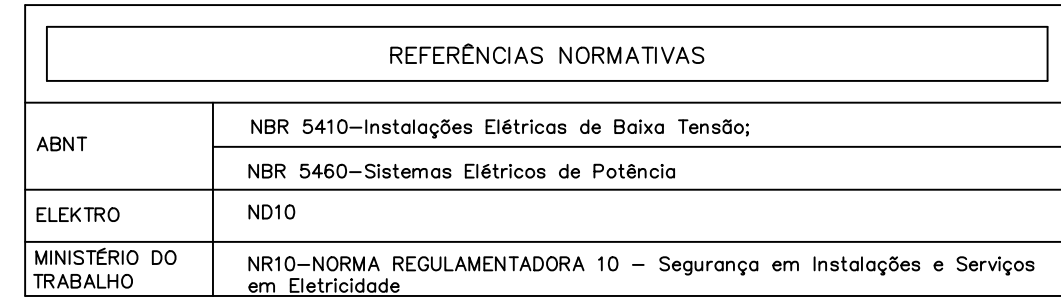 REFERÊNCIAS NORMATIVAS
ABNT
NBR 5410-Instalações Elétricas de Baixa Tensão;
NBR 5460-Sistemas Elétricos de Potência
ELEKTRO
ND10
MINISTÉRIO DO
TRABALHO
NR10-NORMA REGULAMENTADORA 10 - Segurança em Instalações e Serviços
em Eletricidade